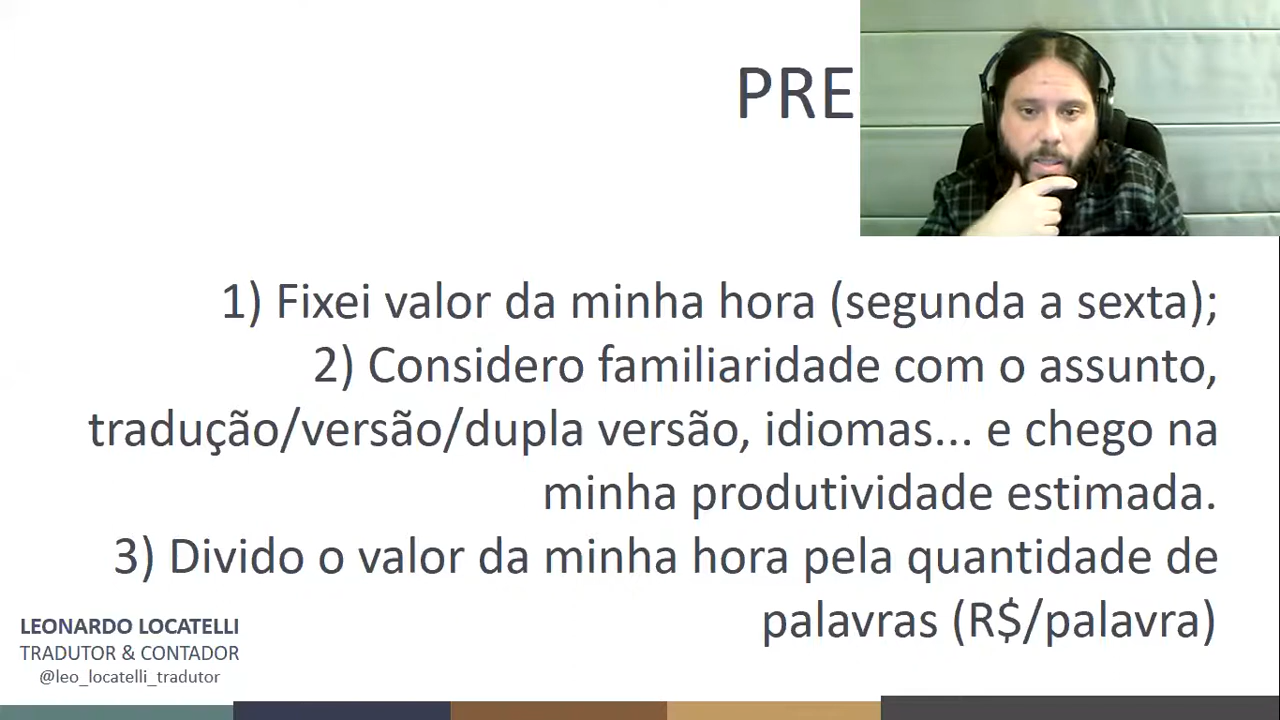 PRE
1) Fixei valor da minha hora (segunda a sexta);
2) Considero familiaridade com o assunto,
tradução/versão/dupla versão, idiomas... e chego na
minha produtividade estimada.
3) Divido o valor da minha hora pela quantidade de
palavras (R$/palavra)
LEONARDO LOCATELLI
TRADUTOR & CONTADOR
@leo_locatelli_tradutor